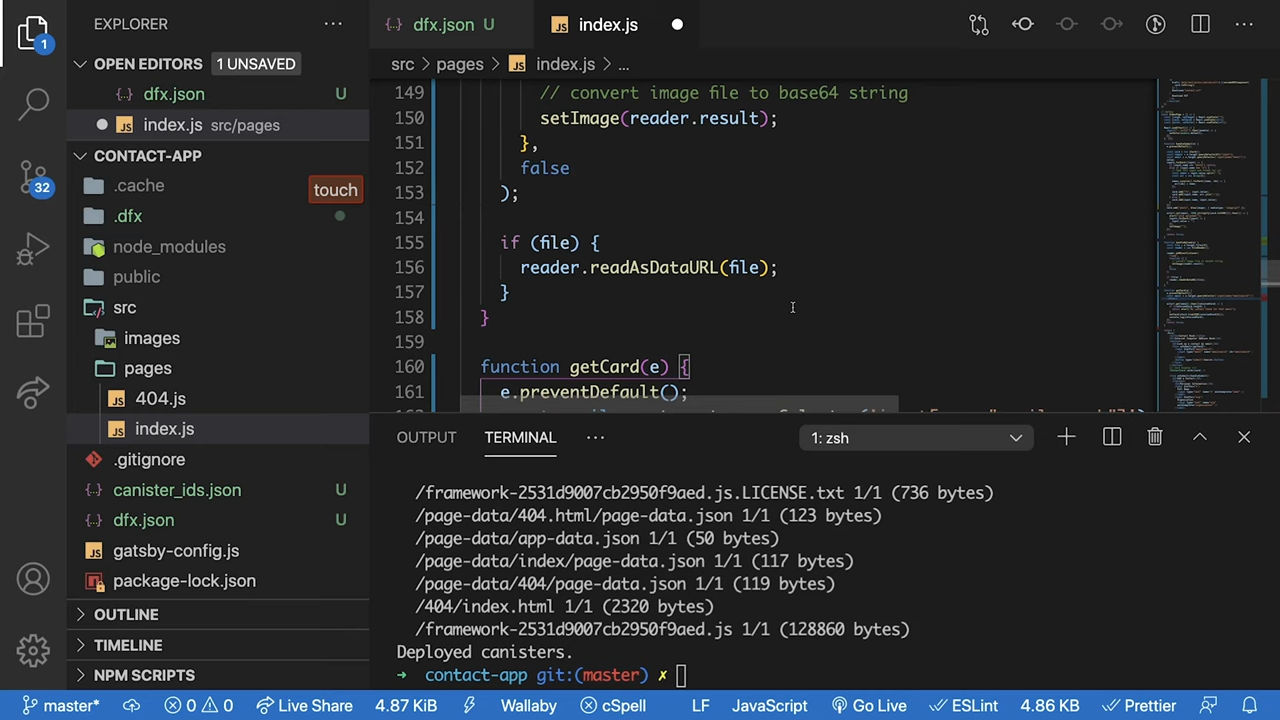 EXPLORER
dfx.json U
index.js
1
OPEN EDITORS 1 UNSAVED
dfx.json U
index.js src/pages
src > pages > index.js > ...
CONTACT-APP
.cache
touch
.dfx
node_modules
public
src
images
pages
404.js
index.js
.gitignore
canister_ids.json U
dfx.json U
gatsby-config.js
package-lock.json
OUTLINE
TIMELINE
NPM SCRIPTS
32
149 // convert image file to base64 string
150 setImage(reader.result);
151 },
152 false
153 );
154
155 if (file) {
156 reader.readAsDataURL(file);
157 }
158 }
159
160 function getCard(e) {
161 e.preventDefault();
OUTPUT TERMINAL ... 1: zsh
/framework-2531d9007cb2950f9aed.js.LICENSE.txt 1/1 (736 bytes)
/page-data/404.html/page-data.json 1/1 (123 bytes)
/page-data/app-data.json 1/1 (50 bytes)
/page-data/index/page-data.json 1/1 (117 bytes)
/page-data/404/page-data.json 1/1 (119 bytes)
/404/index.html 1/1 (2320 bytes)
/framework-2531d9007cb2950f9aed.js 1/1 (128860 bytes)
Deployed canisters.
→ contact-app git:(master) ✗
master* 0 0 Live Share 4.87 KiB Wallaby cSpell LF JavaScript Go Live ESLint 4.86 KB Prettier